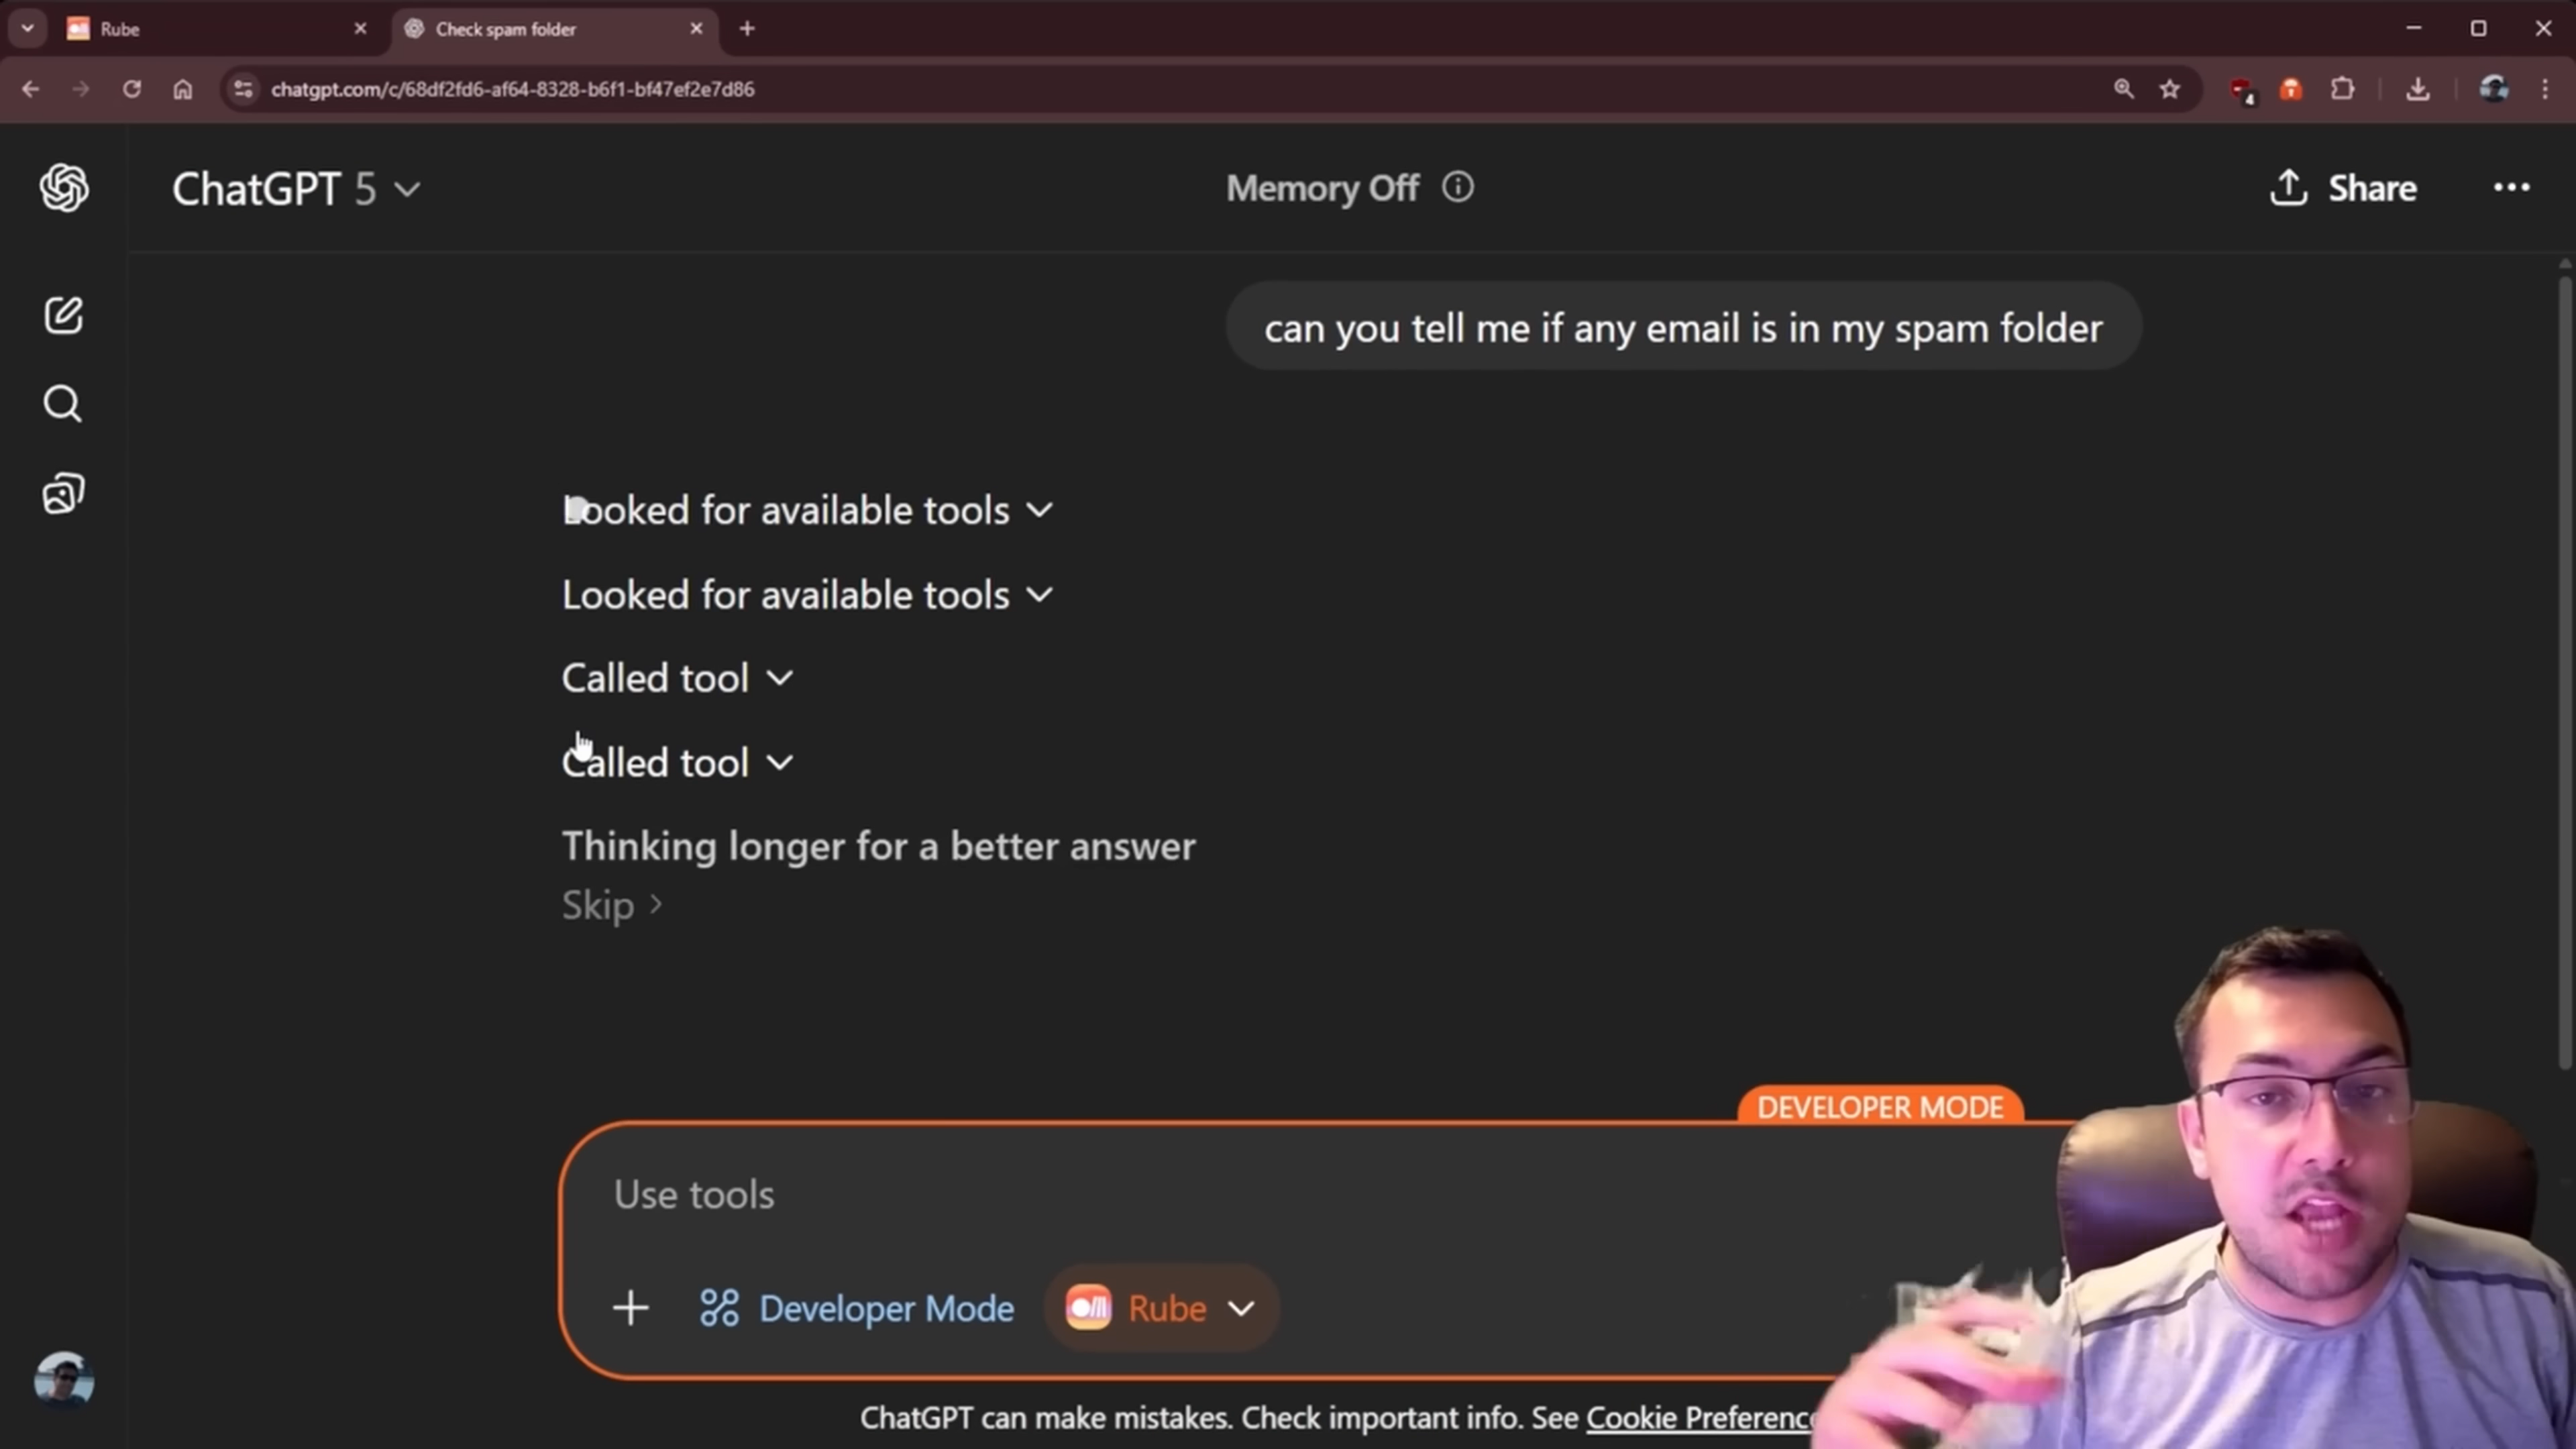 Rube
Check spam folder
chatgpt.com/c/68df2fd6-af64-8328-b6f1-bf47ef2e7d86
4
ChatGPT 5
Memory Off
Share
can you tell me if any email is in my spam folder
Looked for available tools
Looked for available tools
Called tool
Called tool
Thinking longer for a better answer
Skip
DEVELOPER MODE
Use tools
Developer Mode
Rube
ChatGPT can make mistakes. Check important info. See Cookie Preferenc